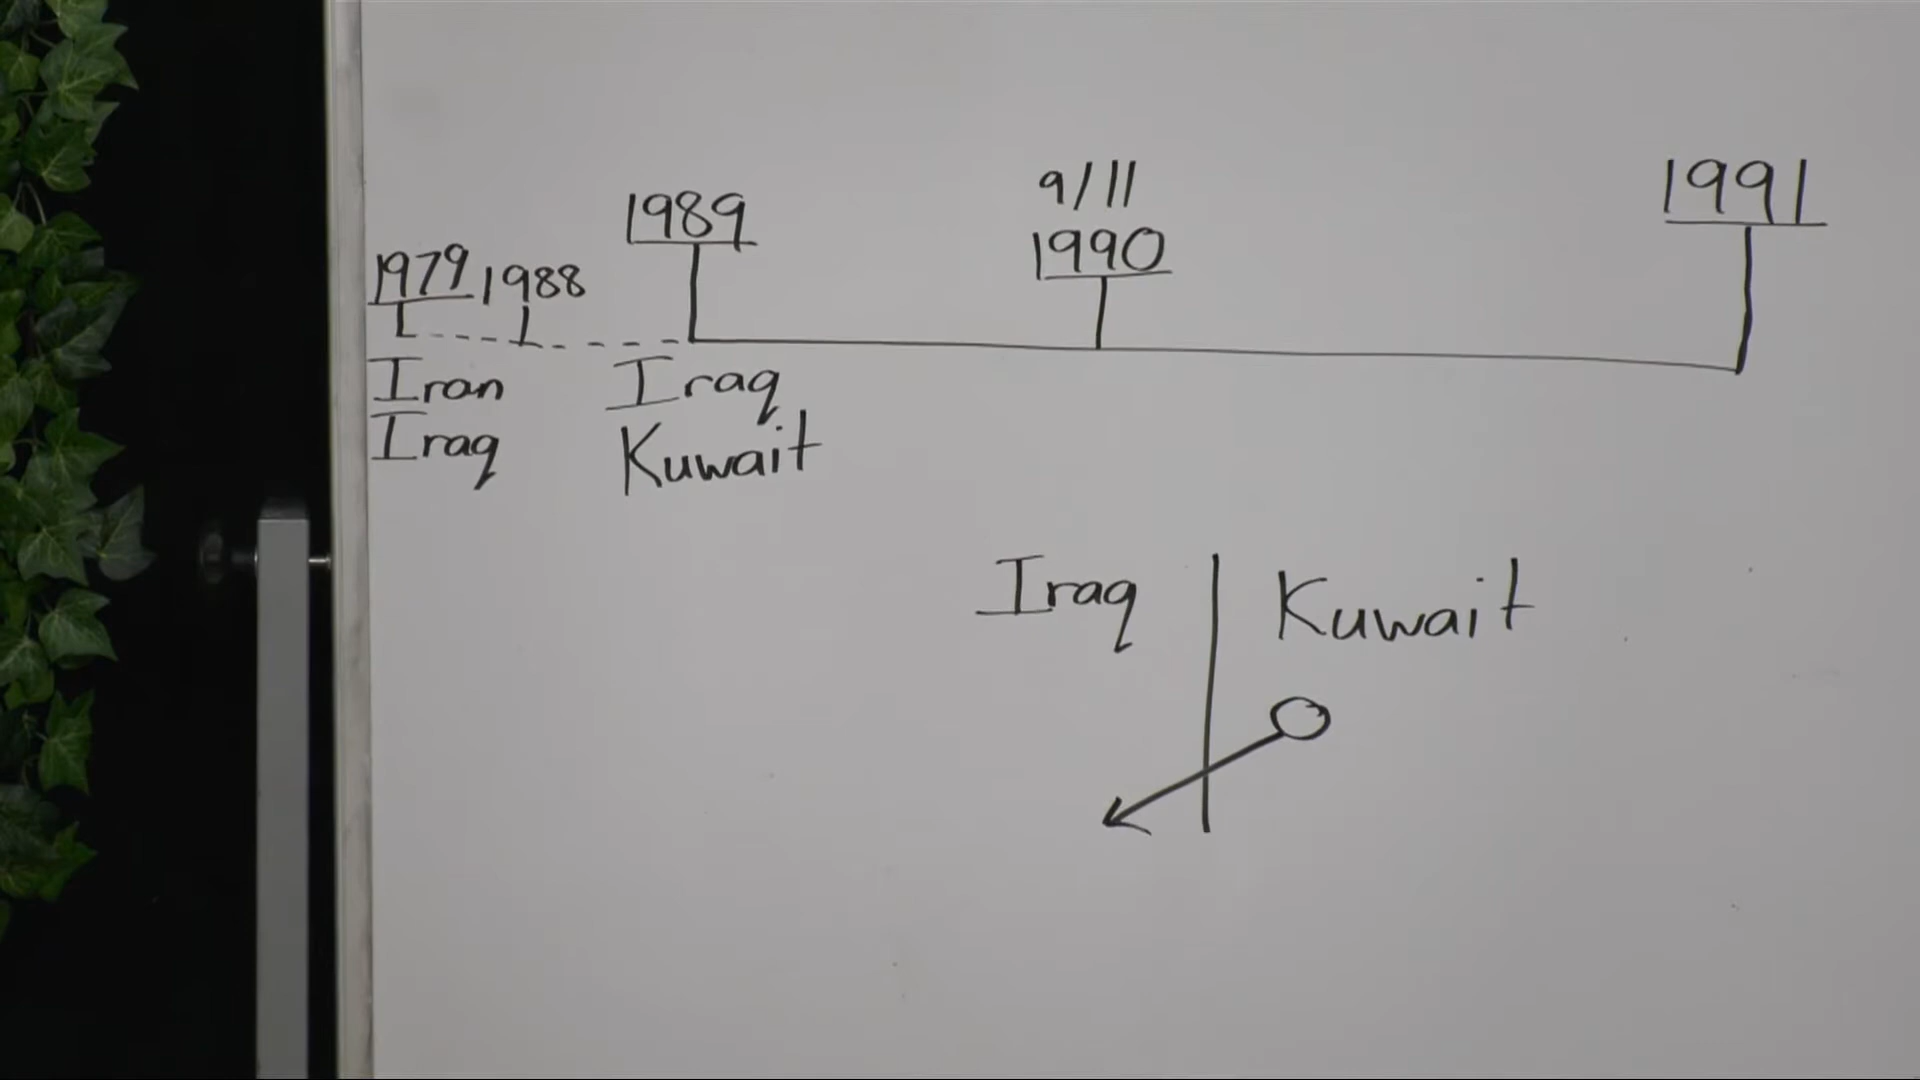 1979 1988 1989 9/11 1991
1990
Iran Iraq
Iraq Kuwait
Iraq Kuwait